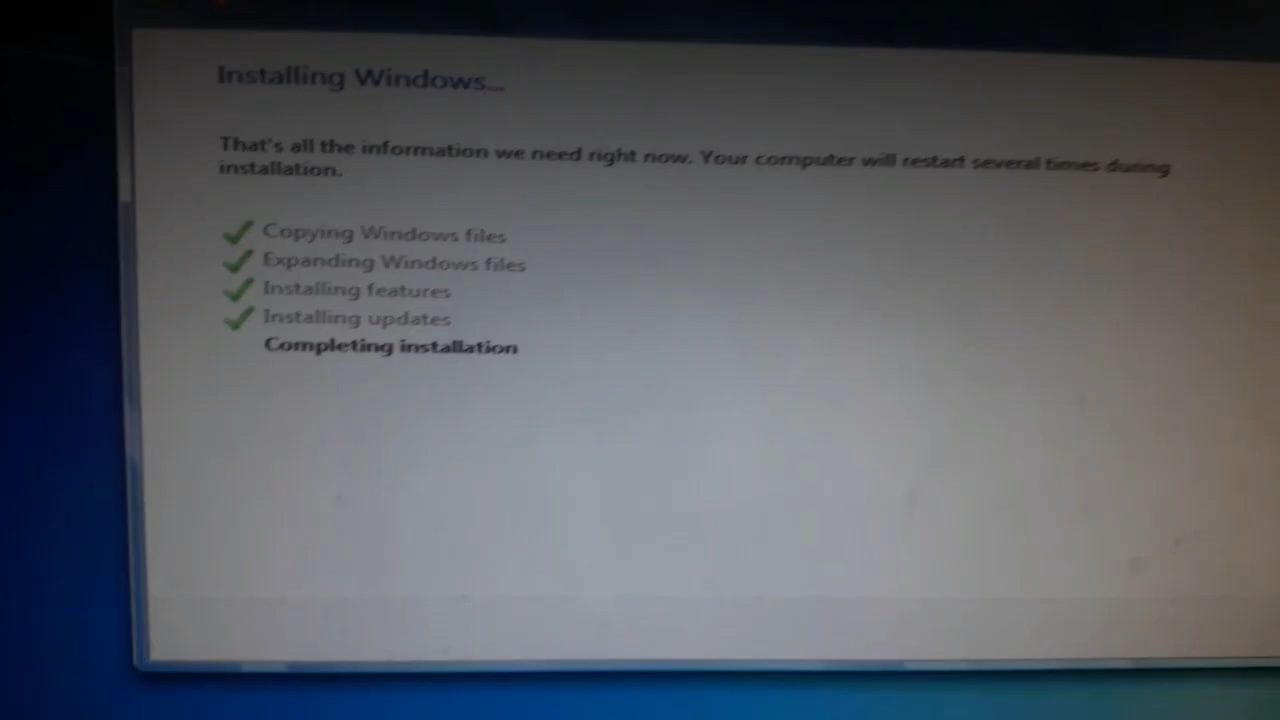 Installing Windows...
That's all the information we need right now. Your computer will restart several times during
installation.
Copying Windows files
Expanding Windows files
Installing features
Installing updates
Completing installation